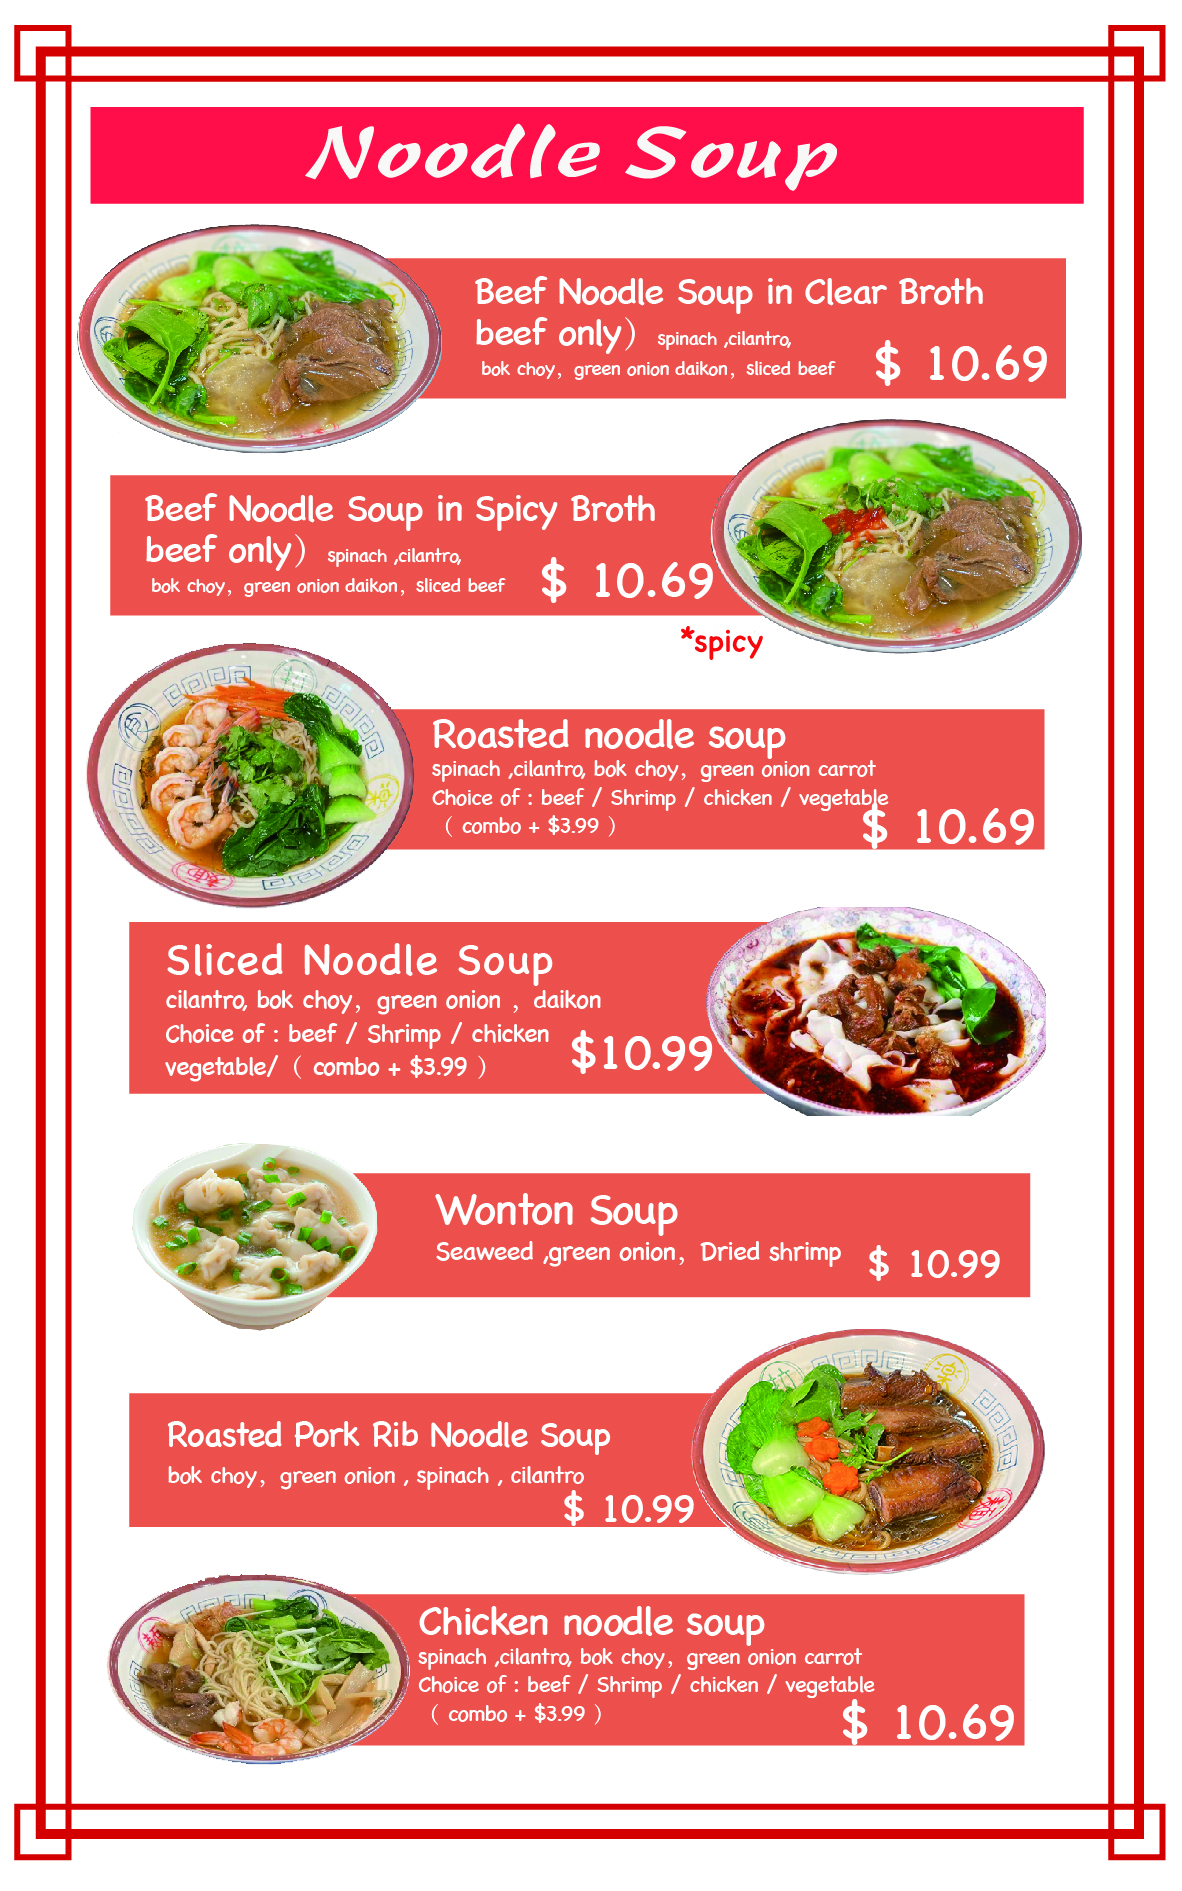 Noodle Soup
Beef Noodle Soup in Clear Broth
beef only） spinach ,cilantro,
bok choy，green onion daikon，sliced beef $ 10.69
Beef Noodle Soup in Spicy Broth
beef only） spinach ,cilantro,
bok choy，green onion daikon，sliced beef $ 10.69
*spicy
Roasted noodle soup
spinach ,cilantro, bok choy，green onion carrot
Choice of : beef / Shrimp / chicken / vegetable
（ combo + $3.99 ） $ 10.69
Sliced Noodle Soup
cilantro, bok choy，green onion , daikon
Choice of : beef / Shrimp / chicken
vegetable/ （ combo + $3.99 ） $10.99
Wonton Soup
Seaweed ,green onion，Dried shrimp $ 10.99
Roasted Pork Rib Noodle Soup
bok choy，green onion , spinach , cilantro
$ 10.99
Chicken noodle soup
spinach ,cilantro, bok choy，green onion carrot
Choice of : beef / Shrimp / chicken / vegetable
（ combo + $3.99 ） $ 10.69